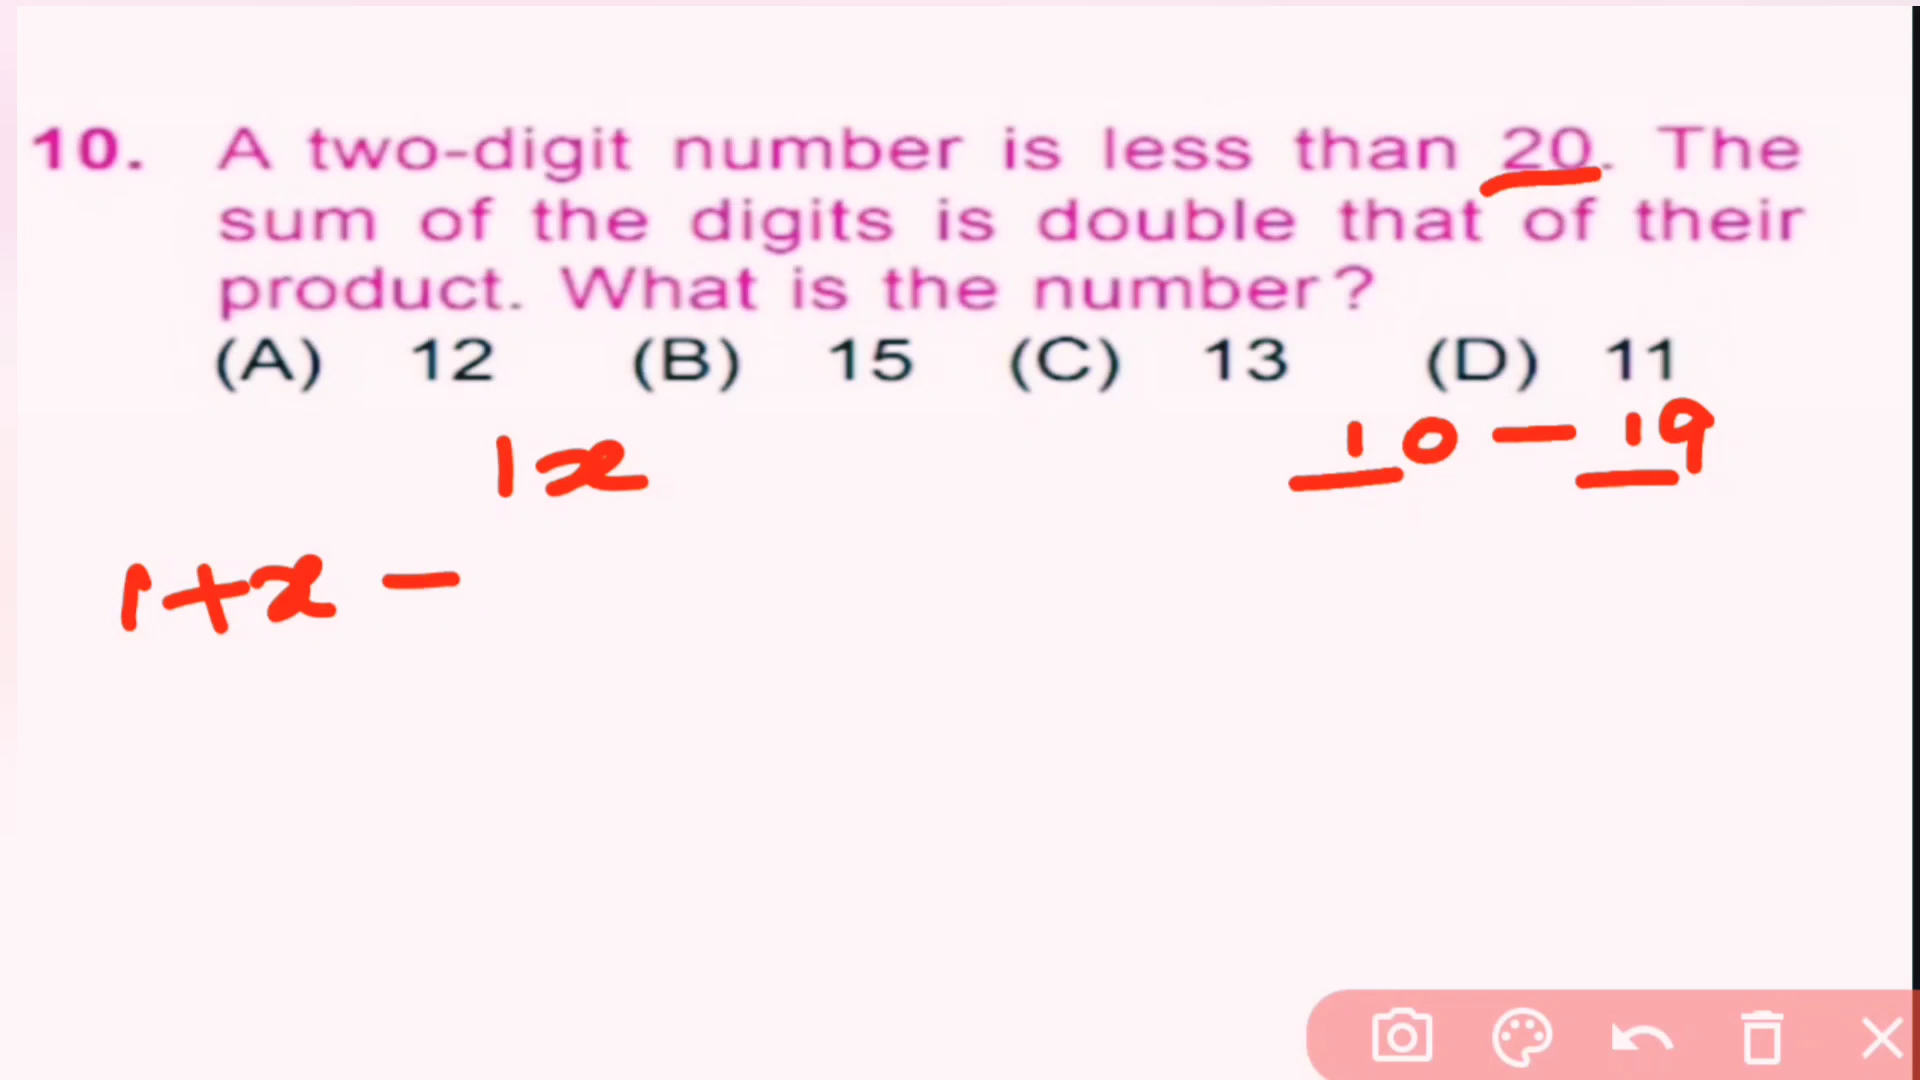 10. A two-digit number is less than 20. The
sum of the digits is double that of their
product. What is the number?
(A) 12 (B) 15 (C) 13 (D) 11
1x
10 - 19
1+x -